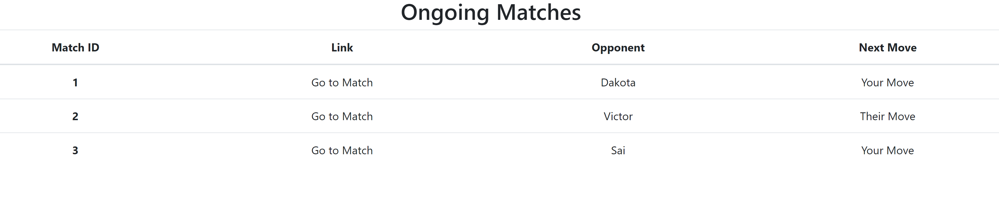 Ongoing Matches
Match ID Link Opponent Next Move
1 Go to Match Dakota Your Move
2 Go to Match Victor Their Move
3 Go to Match Sai Your Move